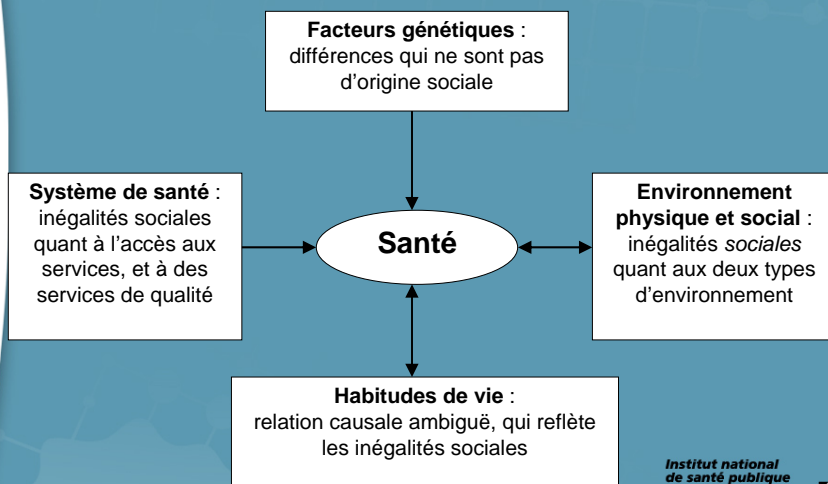 Facteurs génétiques :
différences qui ne sont pas
d'origine sociale
Système de santé :
inégalités sociales
quant à l'accès aux
services, et à des
services de qualité
Santé
Environnement
physique et social :
inégalités sociales
quant aux deux types
d'environnement
Habitudes de vie :
relation causale ambiguë, qui reflète
les inégalités sociales
Institut national
de santé publique